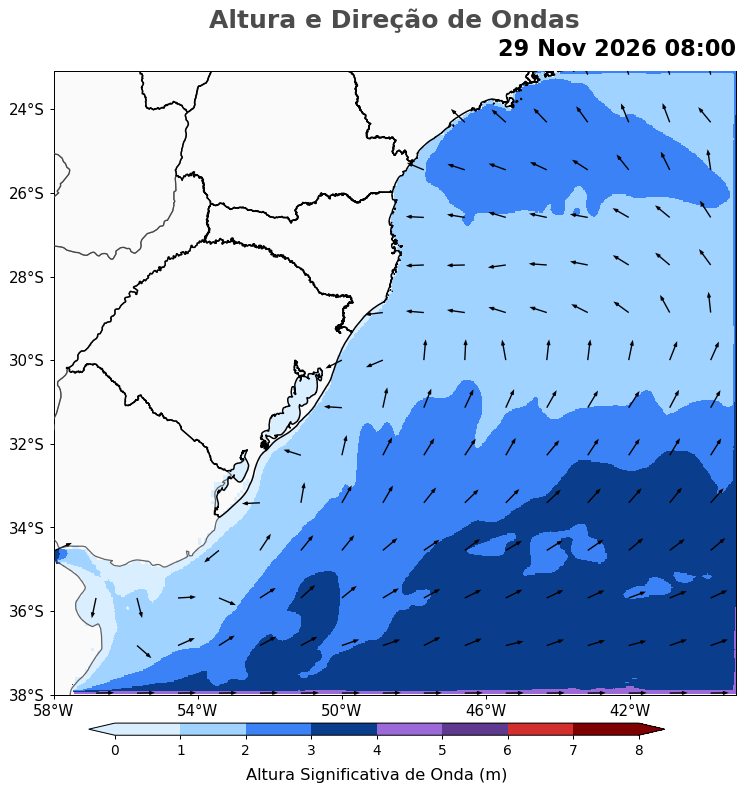 Altura e Direção de Ondas
29 Nov 2026 08:00
24°S
26°S
28°S
30°S
32°S
34°S
36°S
38°S
58°W 54°W 50°W 46°W 42°W
0 1 2 3 4 5 6 7 8
Altura Significativa de Onda (m)